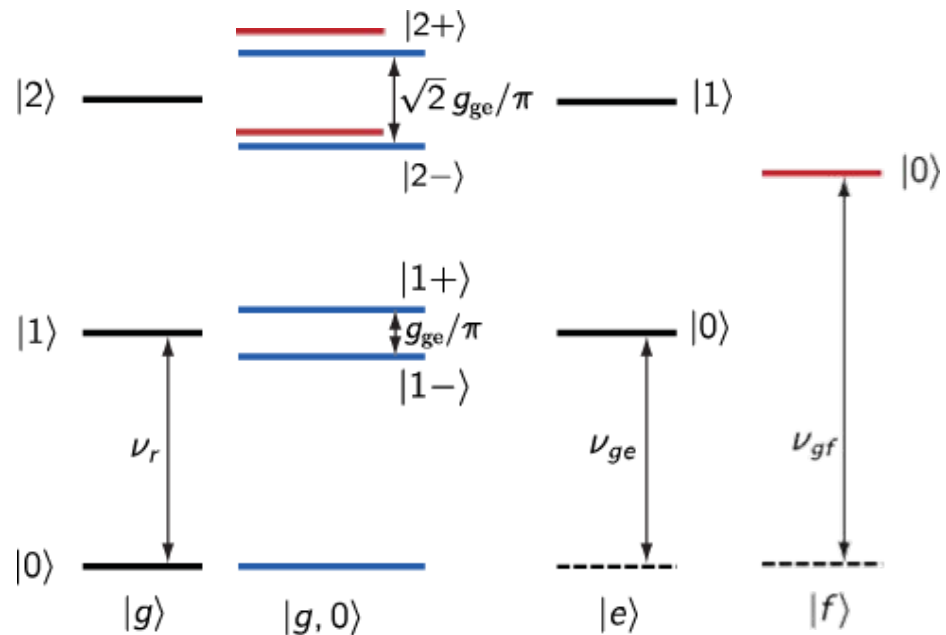 |2+⟩
|2⟩
√2 g_ge/π
|1⟩
|2−⟩
|0⟩
|1+⟩
|1⟩
g_ge/π
|0⟩
|1−⟩
ν_r
ν_ge
ν_gf
|0⟩
|g⟩
|g, 0⟩
|e⟩
|f⟩